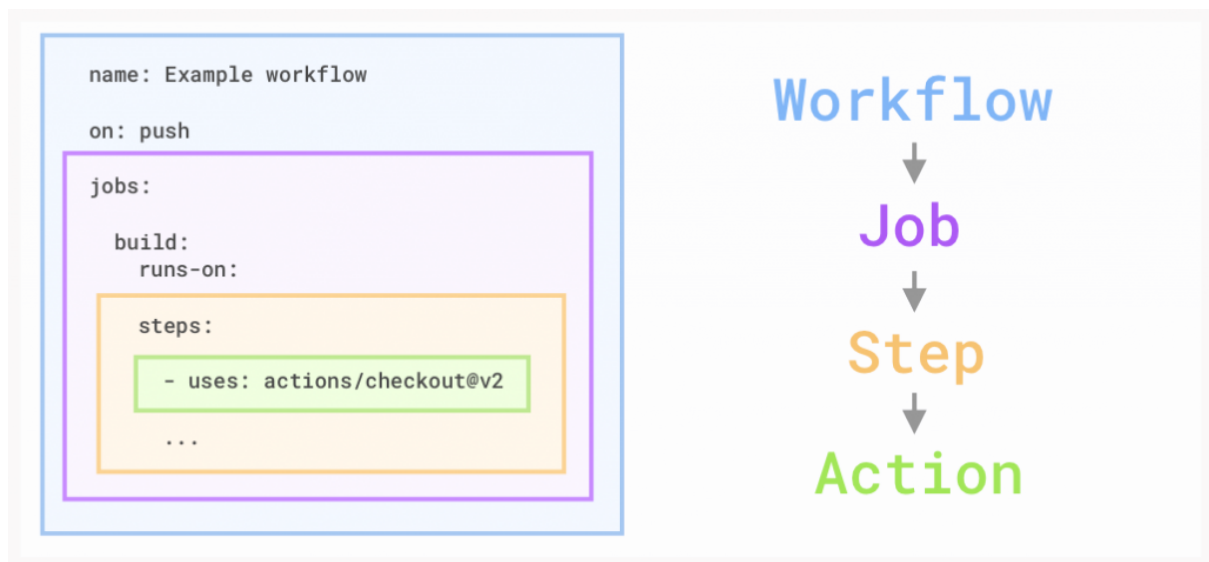 name: Example workflow
on: push
jobs:
build:
runs-on:
steps:
- uses: actions/checkout@v2
...
Workflow
Job
Step
Action